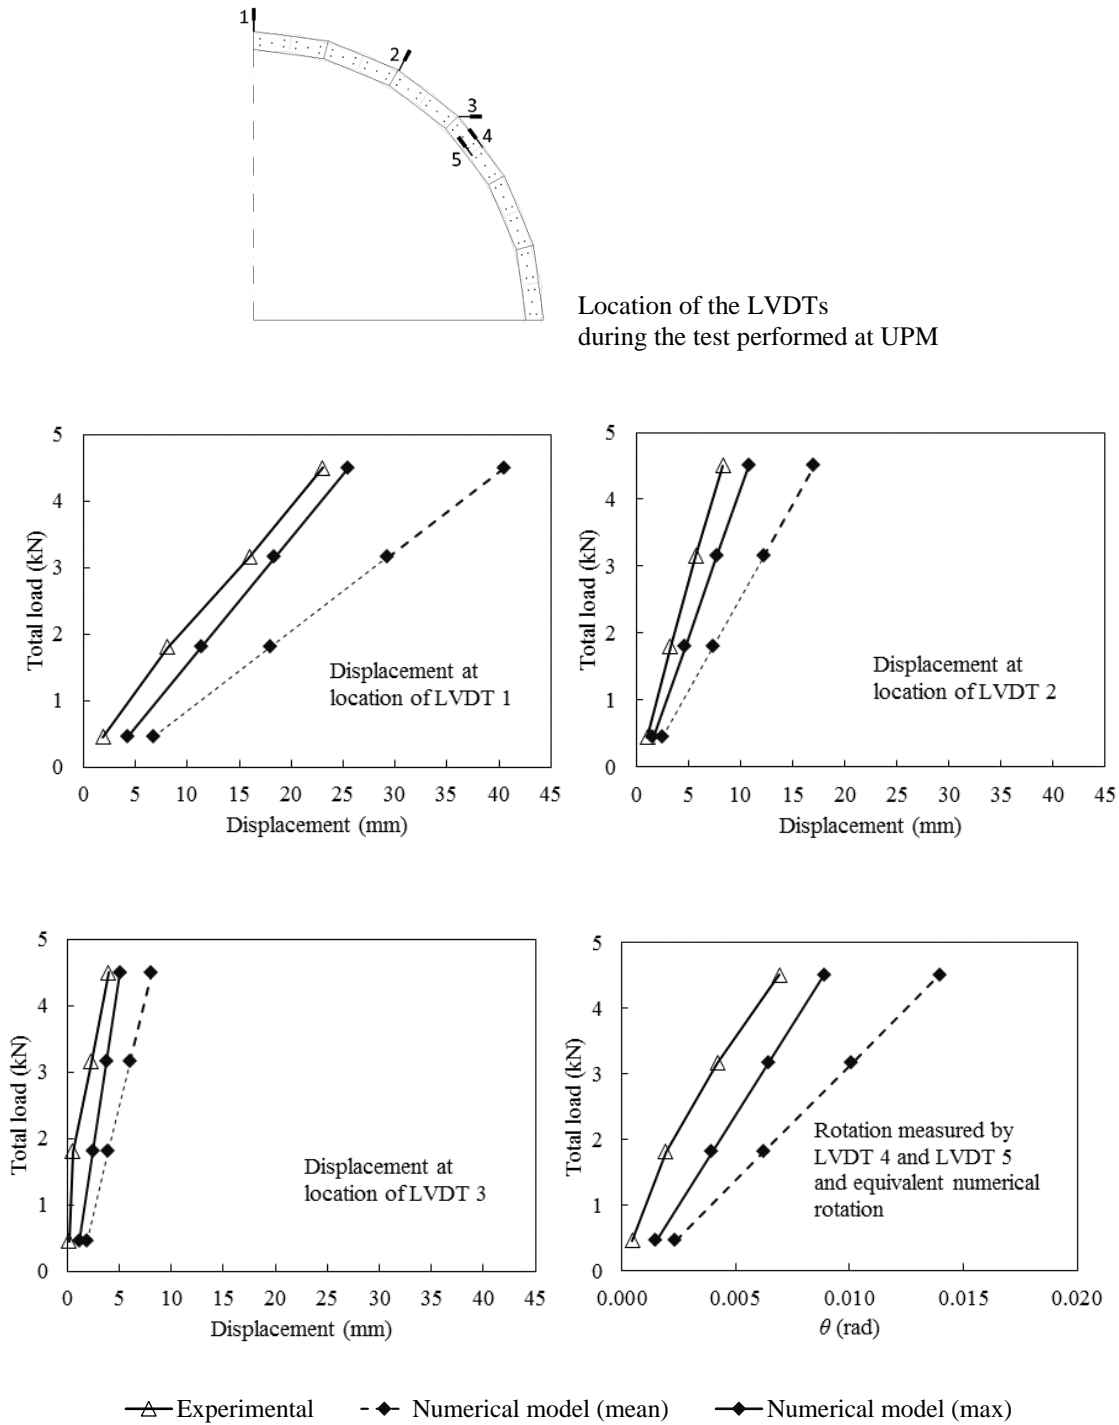 1
2
3
4
5
Location of the LVDTs
during the test performed at UPM
5
4
3
2
1
0
Total load (kN)
Displacement at
location of LVDT 1
0 5 10 15 20 25 30 35 40 45
Displacement (mm)
5
4
3
2
1
0
Total load (kN)
Displacement at
location of LVDT 2
0 5 10 15 20 25 30 35 40 45
Displacement (mm)
5
4
3
2
1
0
Total load (kN)
Displacement at
location of LVDT 3
0 5 10 15 20 25 30 35 40 45
Displacement (mm)
5
4
3
2
1
0
Total load (kN)
Rotation measured by
LVDT 4 and LVDT 5
and equivalent numerical
rotation
0.000 0.005 0.010 0.015 0.020
θ (rad)
Experimental Numerical model (mean) Numerical model (max)